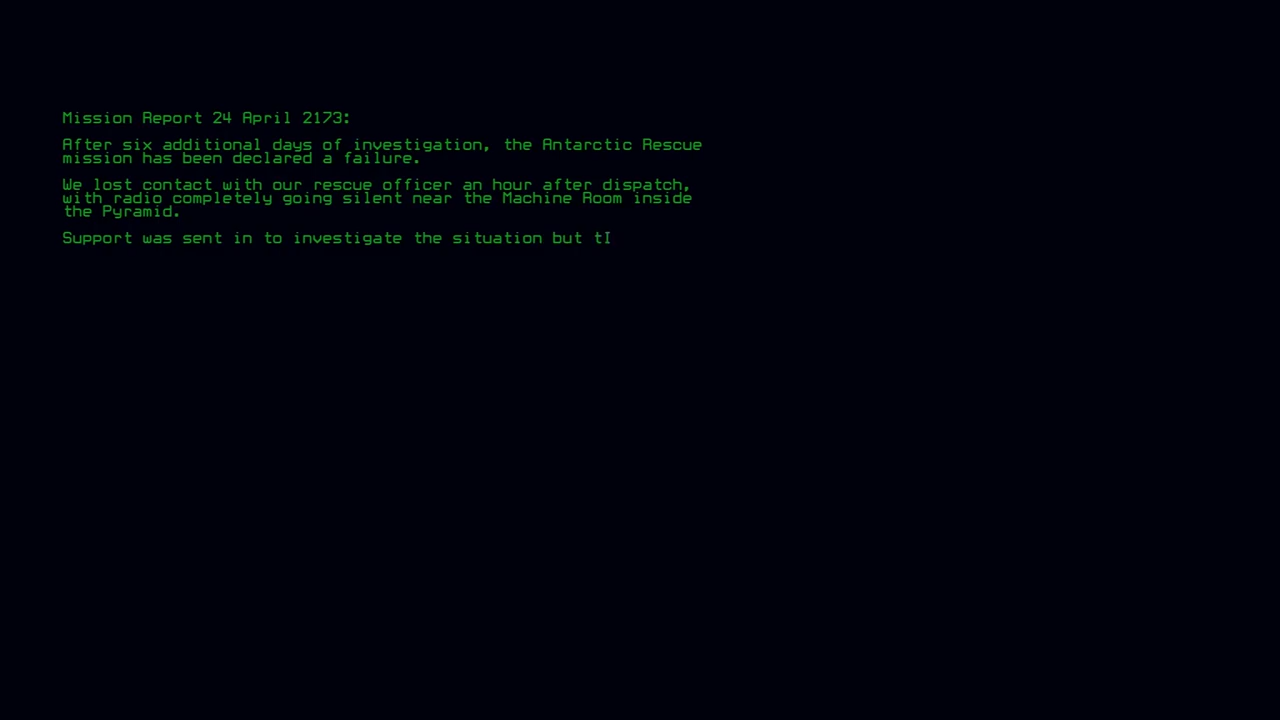 Mission Report 24 April 2173:
After six additional days of investigation, the Antarctic Rescue
mission has been declared a failure.
We lost contact with our rescue officer an hour after dispatch,
with radio completely going silent near the Machine Room inside
the Pyramid.
Support was sent in to investigate the situation but tI